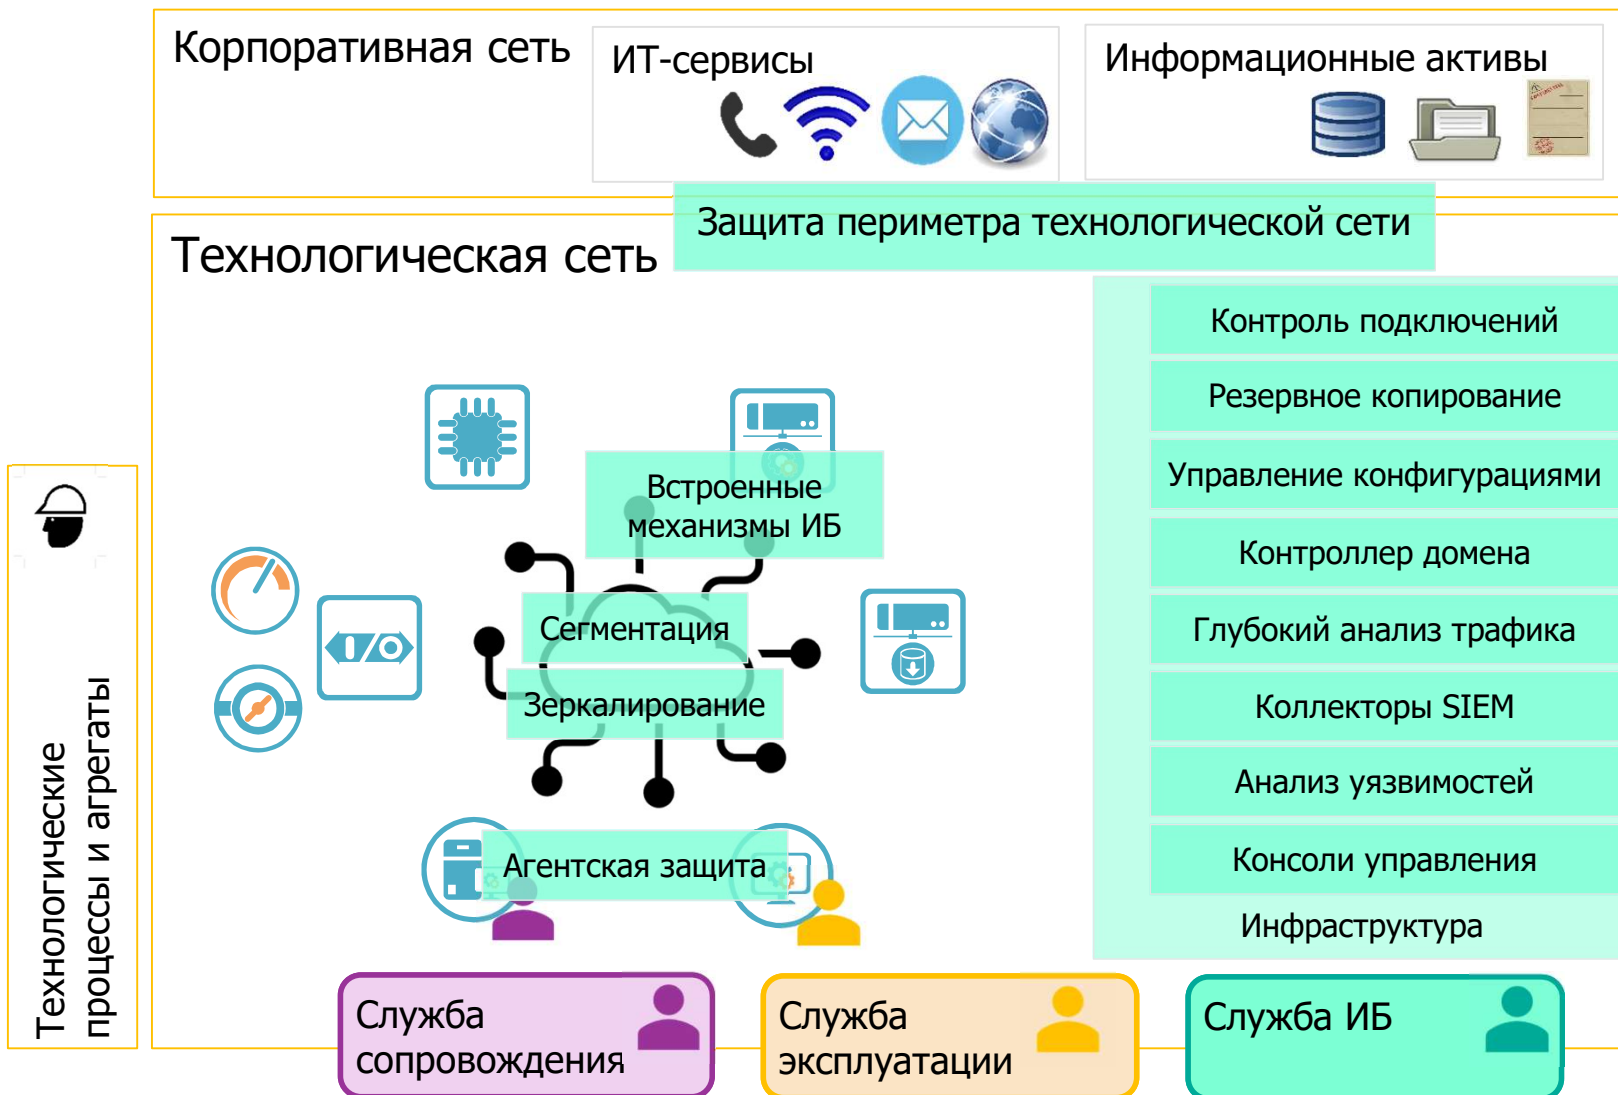 Корпоративная сеть
ИТ-сервисы
Информационные активы
Защита периметра технологической сети
Технологическая сеть
Контроль подключений
Резервное копирование
Управление конфигурациями
Контроллер домена
Глубокий анализ трафика
Коллекторы SIEM
Анализ уязвимостей
Консоли управления
Инфраструктура
Встроенные
механизмы ИБ
Сегментация
Зеркалирование
Агентская защита
Технологические
процессы и агрегаты
Служба
сопровождения
Служба
эксплуатации
Служба ИБ